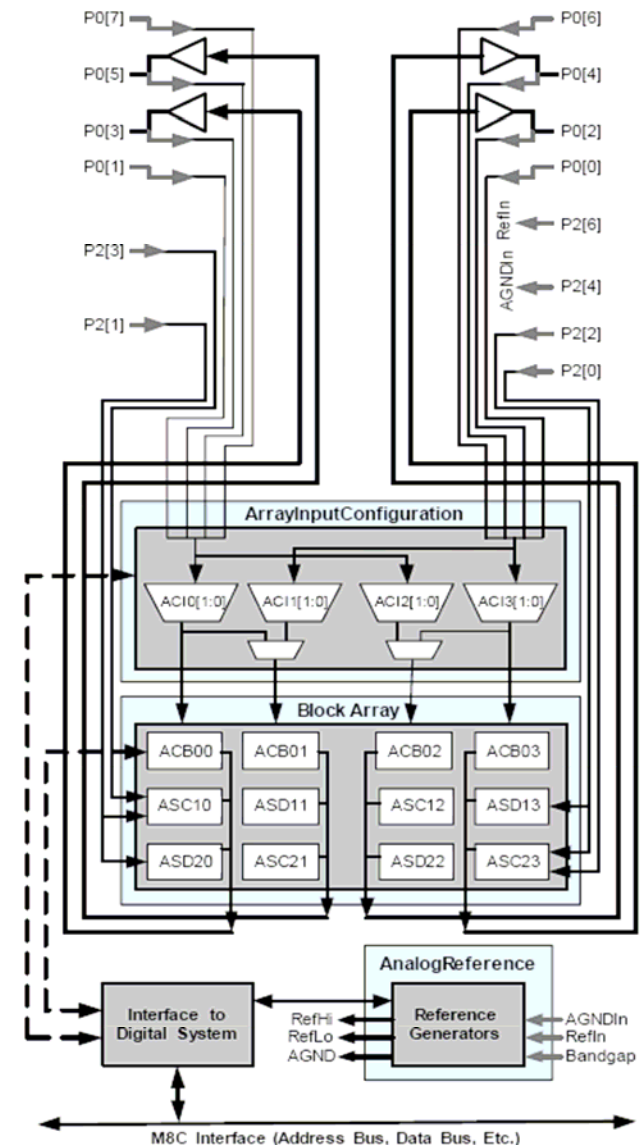 P0[7]
P0[6]
P0[5]
P0[4]
P0[3]
P0[2]
P0[1]
P0[0]
P2[6]
P2[3]
AGNDIn RefIn
P2[4]
P2[1]
P2[2]
P2[0]
ArrayInputConfiguration
ACI0[1:0]
ACI1[1:0]
ACI2[1:0]
ACI3[1:0]
Block Array
ACB00
ACB01
ACB02
ACB03
ASC10
ASD11
ASC12
ASD13
ASD20
ASC21
ASD22
ASC23
AnalogReference
Interface to
Digital System
RefHi
RefLo
AGND
Reference
Generators
AGNDIn
RefIn
Bandgap
M8C Interface (Address Bus, Data Bus, Etc.)